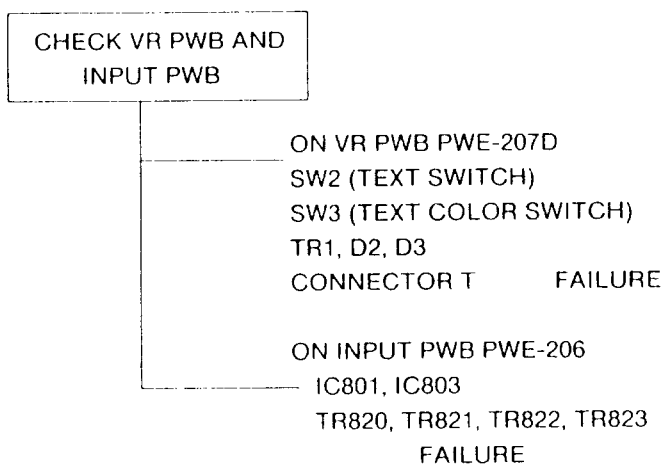 CHECK VR PWB AND
INPUT PWB
ON VR PWB PWE-207D
SW2 (TEXT SWITCH)
SW3 (TEXT COLOR SWITCH)
TR1, D2, D3
CONNECTOR T FAILURE
ON INPUT PWB PWE-206
IC801, IC803
TR820, TR821, TR822, TR823
FAILURE